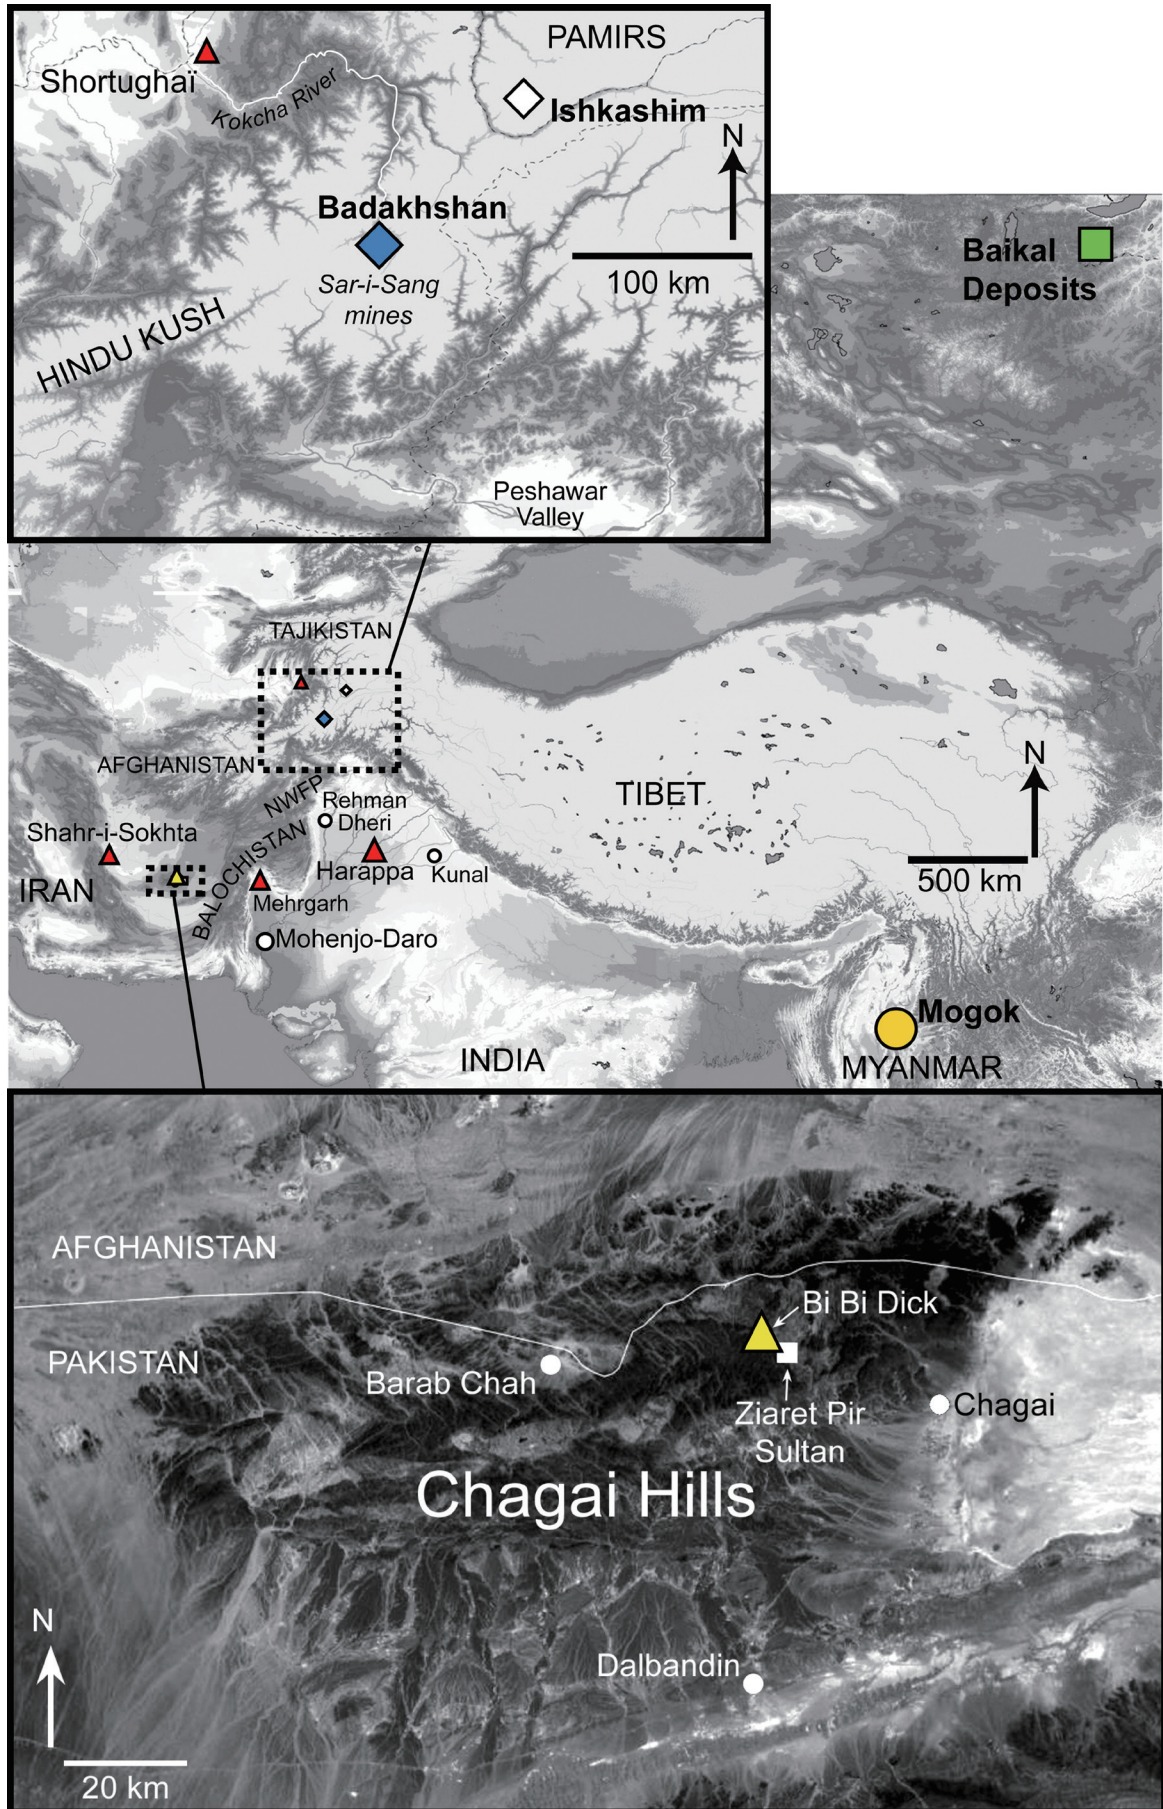 PAMIRS
Shortughaï
Kokcha River
Ishkashim
N
Badakhshan
Sar-i-Sang
mines
100 km
HINDU KUSH
Peshawar
Valley
Baikal
Deposits
TAJIKISTAN
AFGHANISTAN
NWFP
Rehman
Dheri
Shahr-i-Sokhta
IRAN
BALOCHISTAN
Harappa
Kunal
Mehrgarh
Mohenjo-Daro
TIBET
N
500 km
INDIA
Mogok
MYANMAR
AFGHANISTAN
PAKISTAN
Bi Bi Dick
Barab Chah
Ziaret Pir
Sultan
Chagai
Chagai Hills
Dalbandin
N
20 km